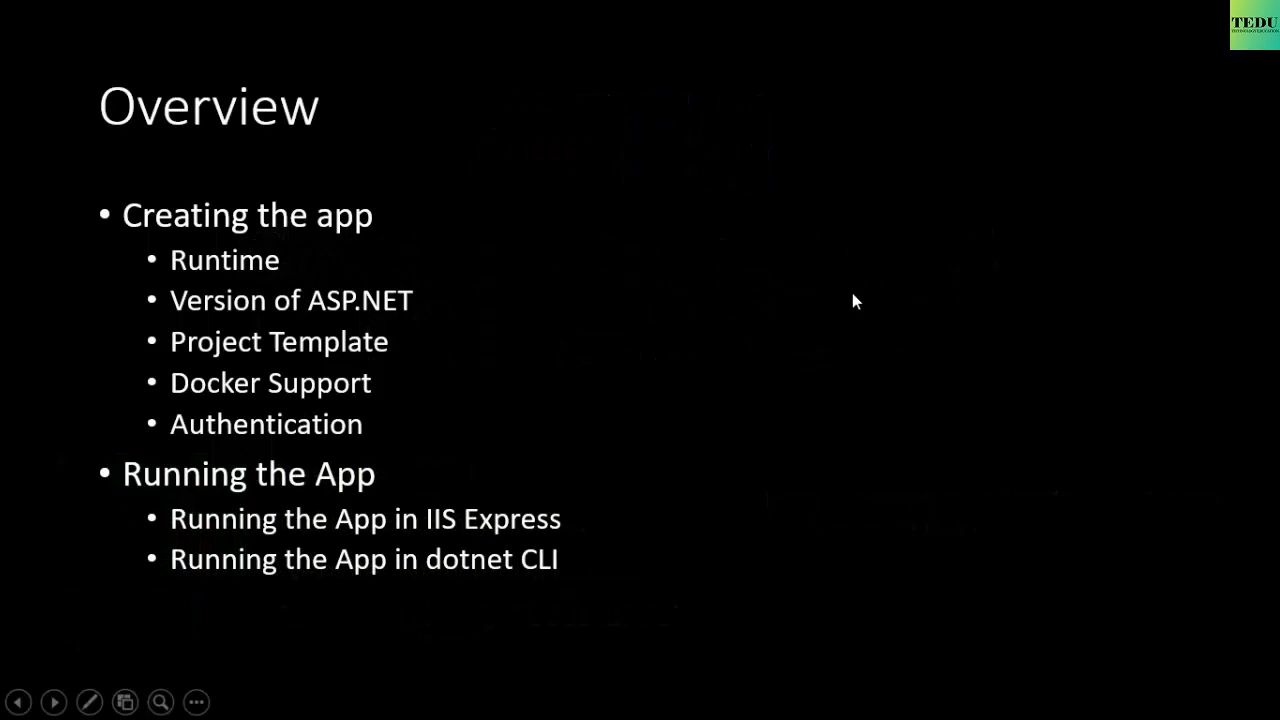 TEDU
Overview
• Creating the app
• Runtime
• Version of ASP.NET
• Project Template
• Docker Support
• Authentication
• Running the App
• Running the App in IIS Express
• Running the App in dotnet CLI